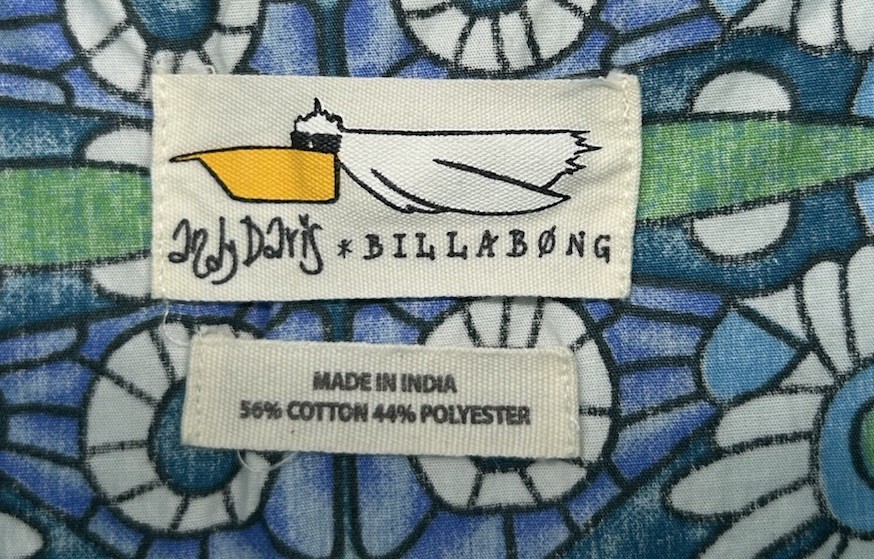 andy Davis * BILLABØNG
MADE IN INDIA
56% COTTON 44% POLYESTER